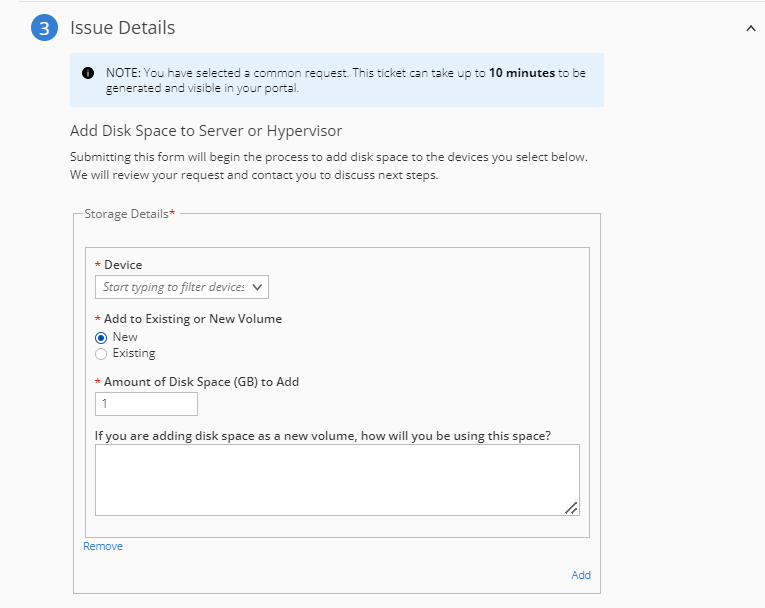 3 Issue Details
NOTE: You have selected a common request. This ticket can take up to 10 minutes to be
generated and visible in your portal.
Add Disk Space to Server or Hypervisor
Submitting this form will begin the process to add disk space to the devices you select below.
We will review your request and contact you to discuss next steps.
Storage Details*
* Device
Start typing to filter devices
* Add to Existing or New Volume
New
Existing
* Amount of Disk Space (GB) to Add
1
If you are adding disk space as a new volume, how will you be using this space?
Remove
Add